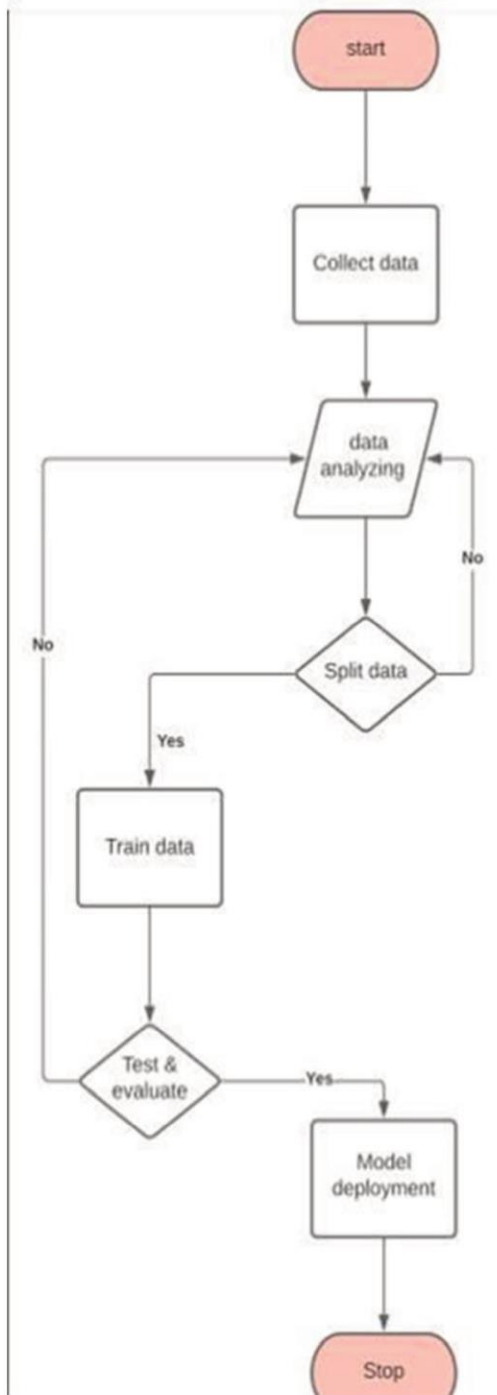 start
Collect data
data
analyzing
No
Split data
No
Yes
Train data
Test &
evaluate
Yes
Model
deployment
Stop